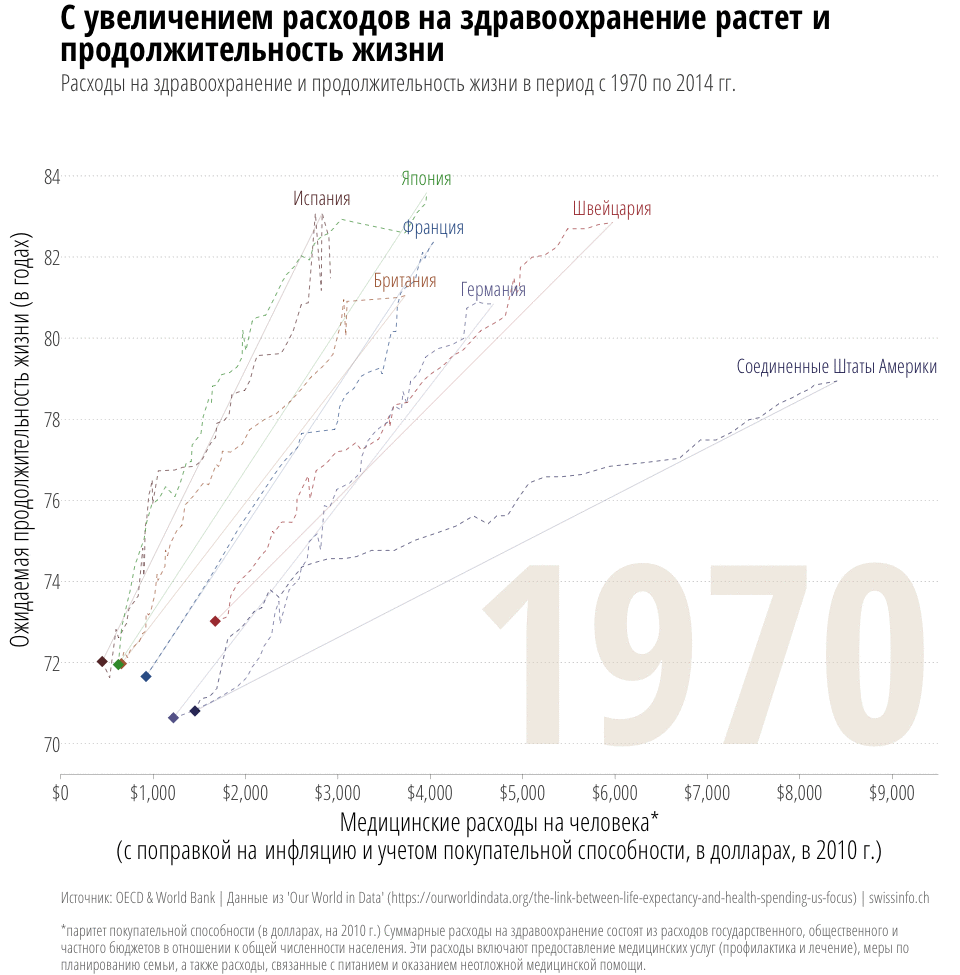 С увеличением расходов на здравоохранение растет и
продолжительность жизни
Расходы на здравоохранение и продолжительность жизни в период с 1970 по 2014 гг.
Ожидаемая продолжительность жизни (в годах)
84
82
80
78
76
74
72
70
Испания
Япония
Франция
Британия
Германия
Швейцария
Соединенные Штаты Америки
1970
$0
$1,000
$2,000
$3,000
$4,000
$5,000
$6,000
$7,000
$8,000
$9,000
Медицинские расходы на человека*
(с поправкой на инфляцию и учетом покупательной способности, в долларах, в 2010 г.)
Источник: OECD & World Bank | Данные из 'Our World in Data' (https://ourworldindata.org/the-link-between-life-expectancy-and-health-spending-us-focus) | swissinfo.ch
*паритет покупательной способности (в долларах, на 2010 г.) Суммарные расходы на здравоохранение состоят из расходов государственного, общественного и
частного бюджетов в отношении к общей численности населения. Эти расходы включают предоставление медицинских услуг (профилактика и лечение), меры по
планированию семьи, а также расходы, связанные с питанием и оказанием неотложной медицинской помощи.